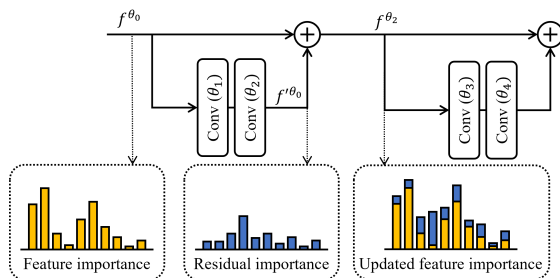 f^{θ_0}
f^{θ_2}
Conv (θ_1)
Conv (θ_2)
f'^{θ_0}
Conv (θ_3)
Conv (θ_4)
Feature importance
Residual importance
Updated feature importance